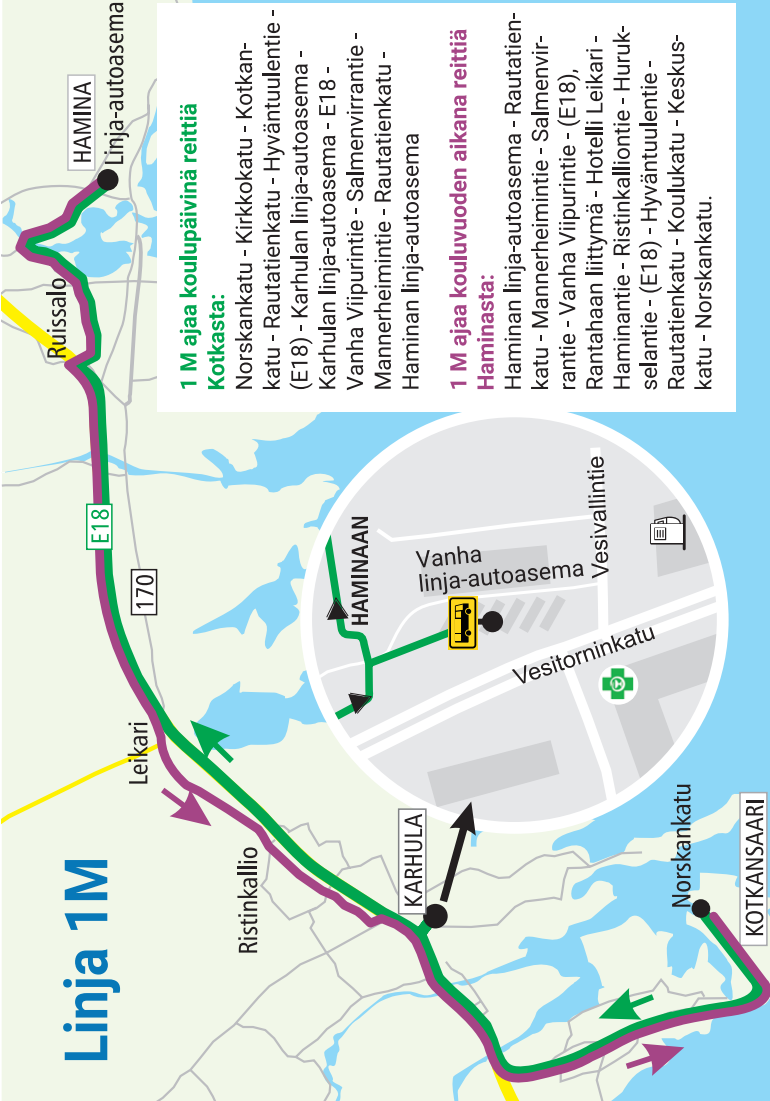 Linja 1M
HAMINA
Linja-autoasema
Ruissalo
E18
170
Leikari
Ristinkallio
KARHULA
Norskankatu
KOTKANSAARI
HAMINAAN
Vanha
linja-autoasema
Vesivallintie
Vesitorninkatu
1 M ajaa koulupäivinä reittiä
Kotkasta:
Norskankatu - Kirkkokatu - Kotkan-
katu - Rautatienkatu - Hyväntuulentie -
(E18) - Karhulan linja-autoasema -
Karhulan linja-autoasema - E18 -
Vanha Viipurintie - Salmenvirrantie -
Mannerheimintie - Rautatienkatu -
Haminan linja-autoasema
1 M ajaa kouluvuoden aikana reittiä
Haminasta:
Haminan linja-autoasema - Rautatien-
katu - Mannerheimintie - Salmenvir-
rantie - Vanha Viipurintie - (E18),
Rantahaan liittymä - Hotelli Leikari -
Haminantie - Ristinkalliontie - Huruk-
selantie - (E18) - Hyväntuulentie -
Rautatienkatu - Koulukatu - Keskus-
katu - Norskankatu.